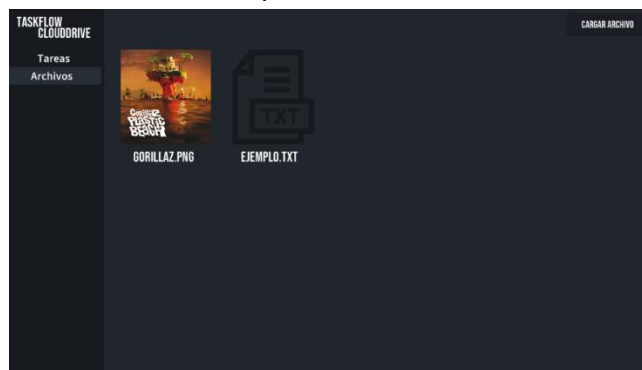 TASKFLOW
CLOUDDRIVE
CARGAR ARCHIVO
Tareas
Archivos
Gorillaz
PLASTIC
BEACH
TXT
GORILLAZ.PNG
EJEMPLO.TXT